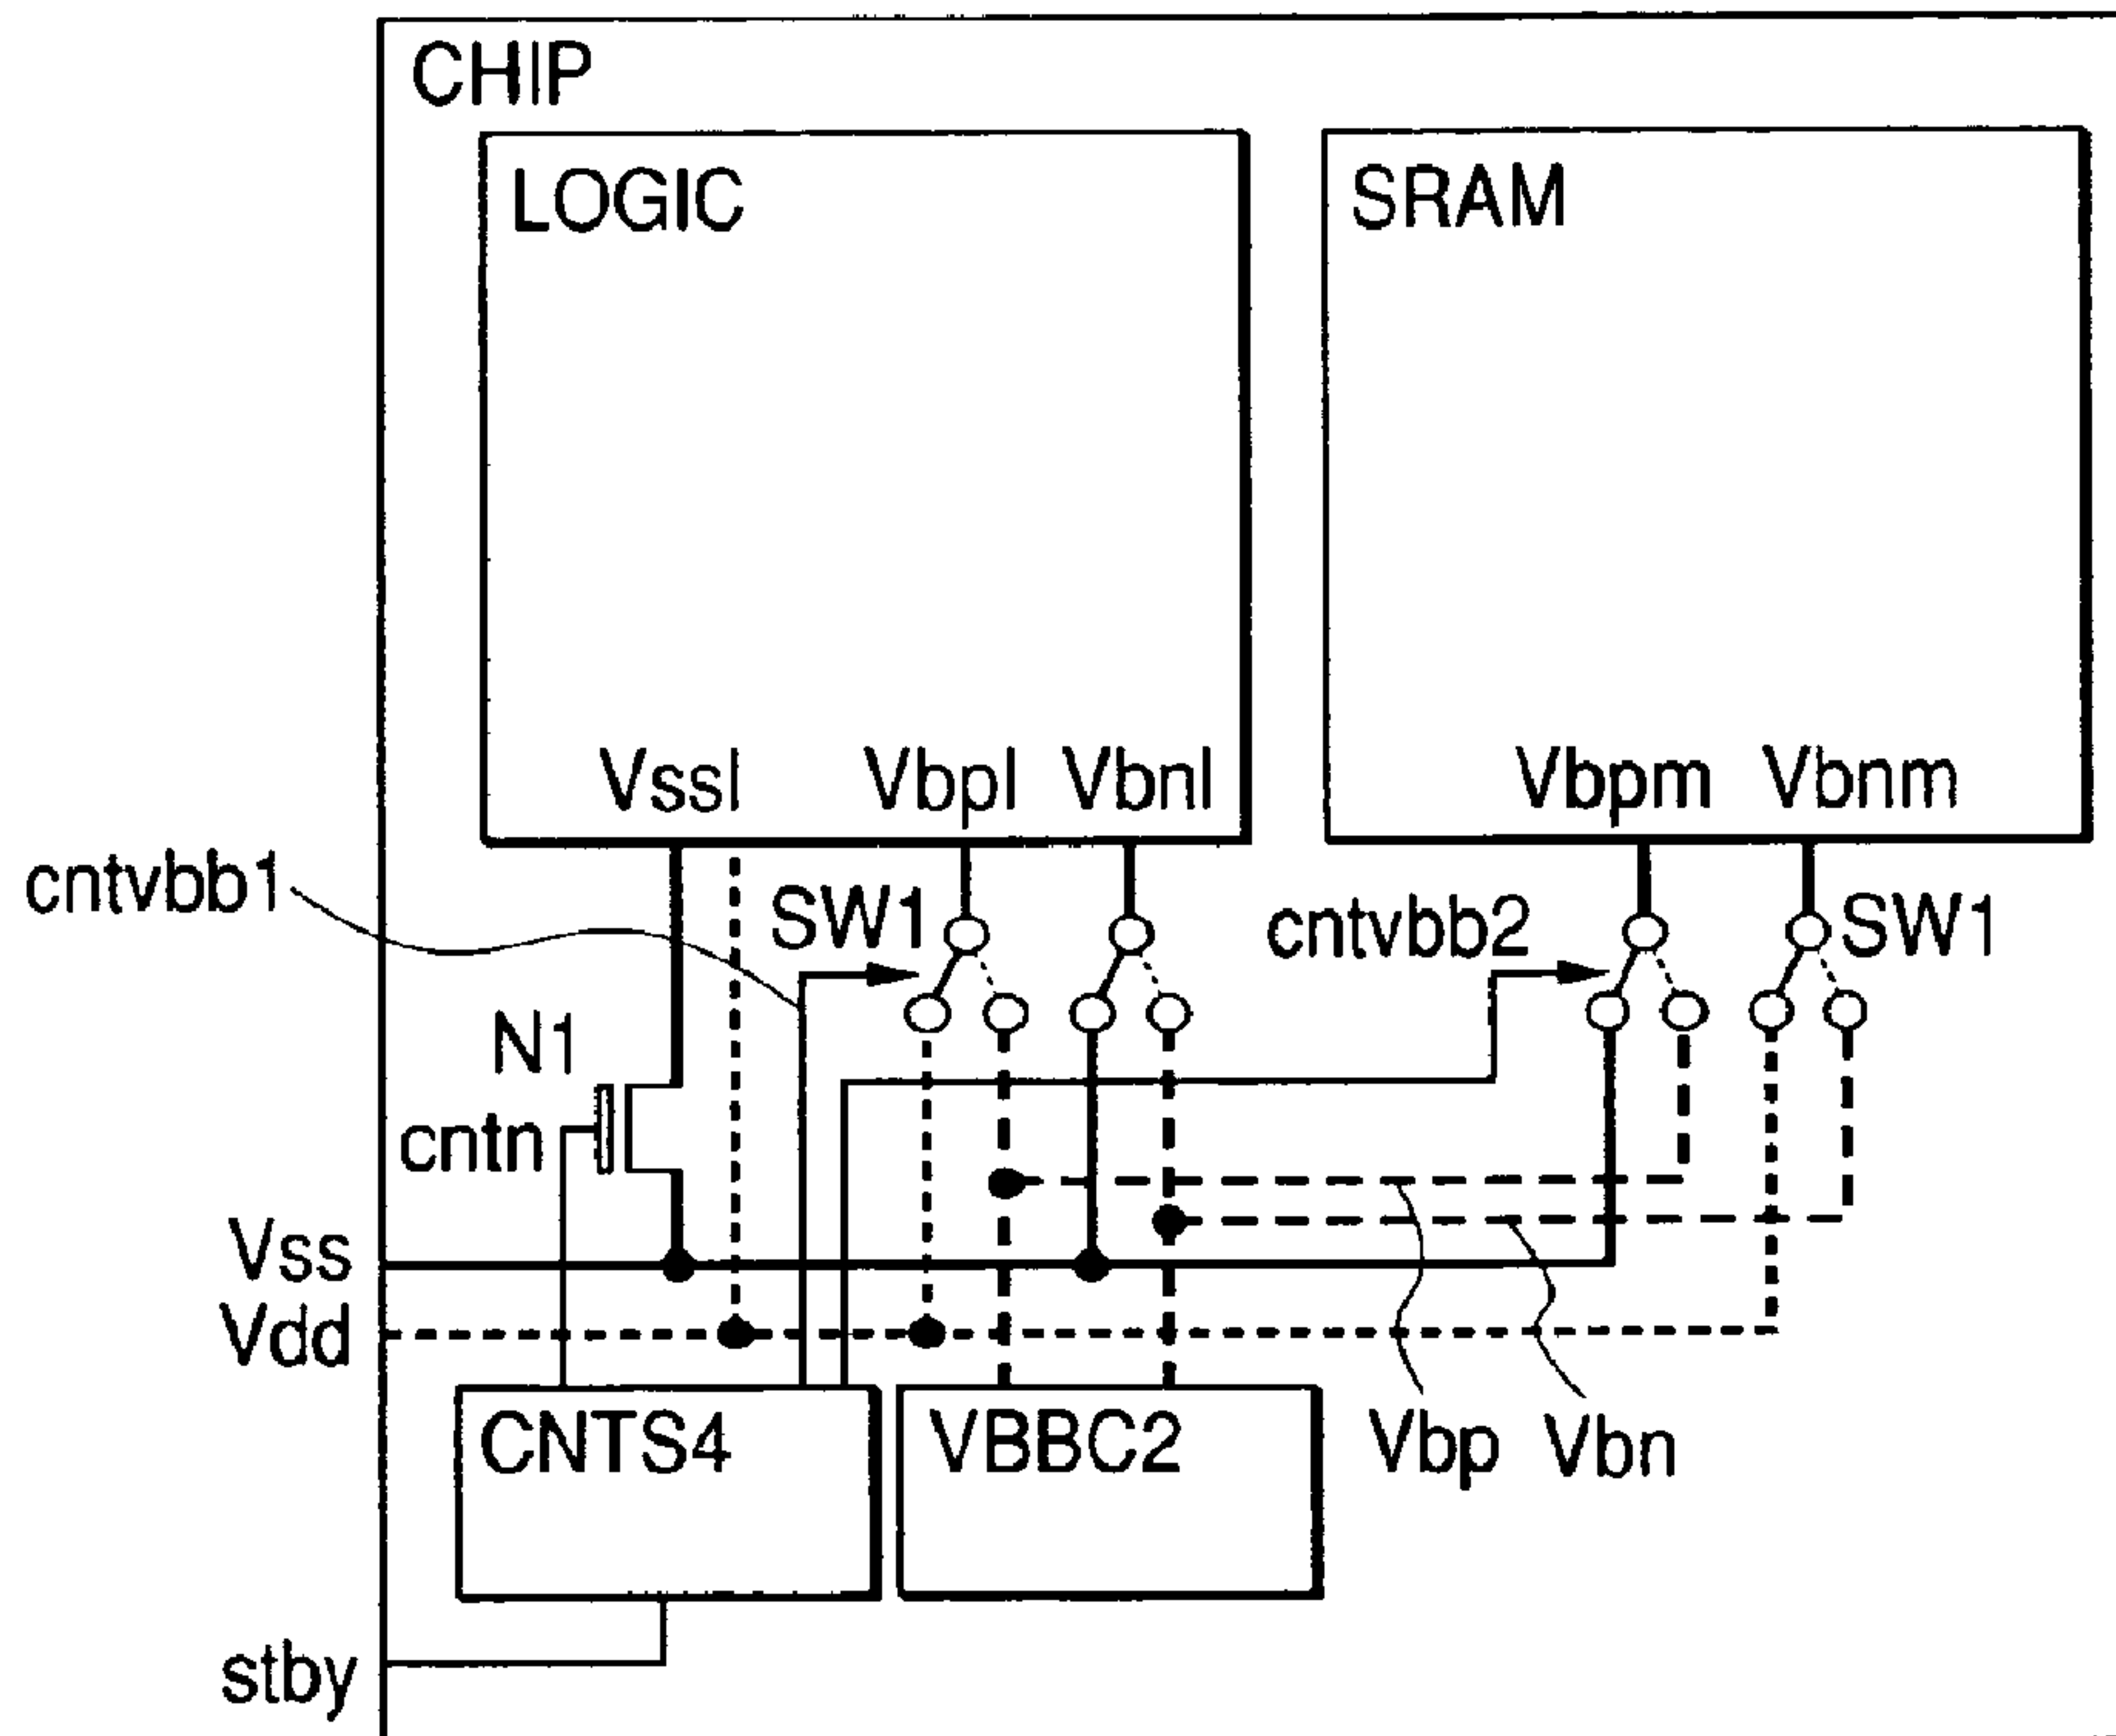 CHIP
LOGIC
SRAM
Vssl
Vbpl
Vbnl
Vbpm
Vbnm
cntvbb1
SW1
cntvbb2
SW1
N1
cntn
Vss
Vdd
CNTS4
VBBC2
Vbp
Vbn
stby